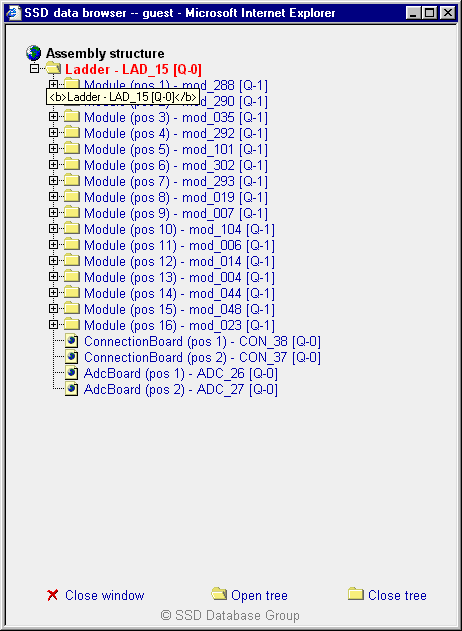 SSD data browser -- guest - Microsoft Internet Explorer
Assembly structure
Ladder - LAD_15 [Q-0]
Module (pos 1) - mod_288 [Q-1]
<b>Ladder - LAD_15 [Q-0]</b>
mod_290 [Q-1]
Module (pos 3) - mod_035 [Q-1]
Module (pos 4) - mod_292 [Q-1]
Module (pos 5) - mod_101 [Q-1]
Module (pos 6) - mod_302 [Q-1]
Module (pos 7) - mod_293 [Q-1]
Module (pos 8) - mod_019 [Q-1]
Module (pos 9) - mod_007 [Q-1]
Module (pos 10) - mod_104 [Q-1]
Module (pos 11) - mod_006 [Q-1]
Module (pos 12) - mod_014 [Q-1]
Module (pos 13) - mod_004 [Q-1]
Module (pos 14) - mod_044 [Q-1]
Module (pos 15) - mod_048 [Q-1]
Module (pos 16) - mod_023 [Q-1]
ConnectionBoard (pos 1) - CON_38 [Q-0]
ConnectionBoard (pos 2) - CON_37 [Q-0]
AdcBoard (pos 1) - ADC_26 [Q-0]
AdcBoard (pos 2) - ADC_27 [Q-0]
Close window Open tree Close tree
© SSD Database Group